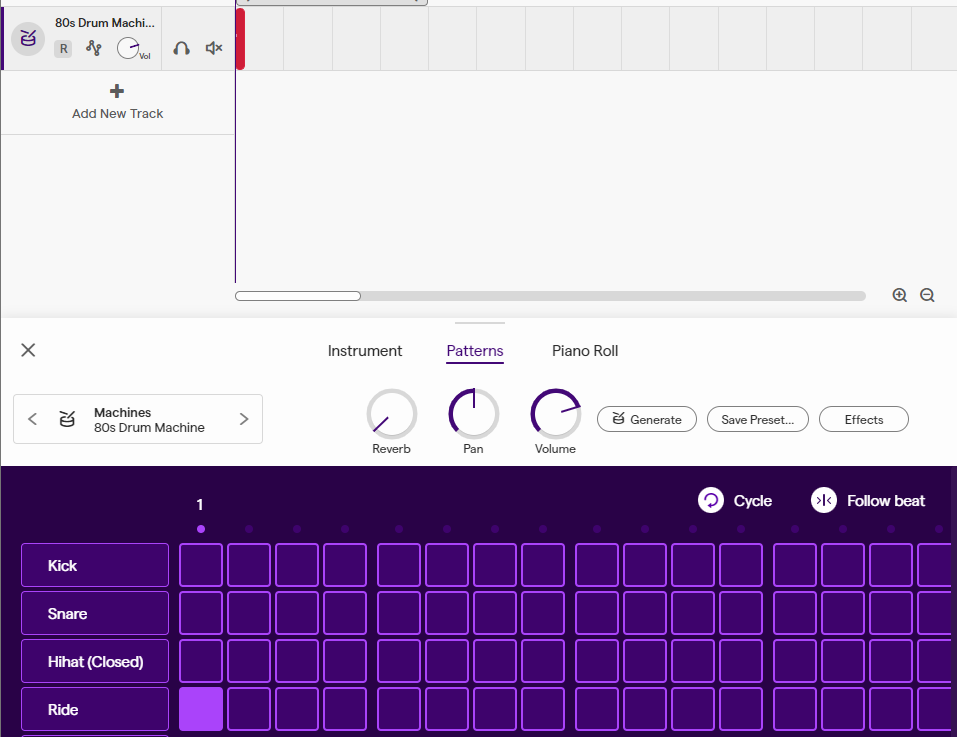 80s Drum Machi...
R
Vol
Add New Track
Instrument
Patterns
Piano Roll
Machines
80s Drum Machine
Reverb
Pan
Volume
Generate
Save Preset...
Effects
1
Cycle
Follow beat
Kick
Snare
Hihat (Closed)
Ride